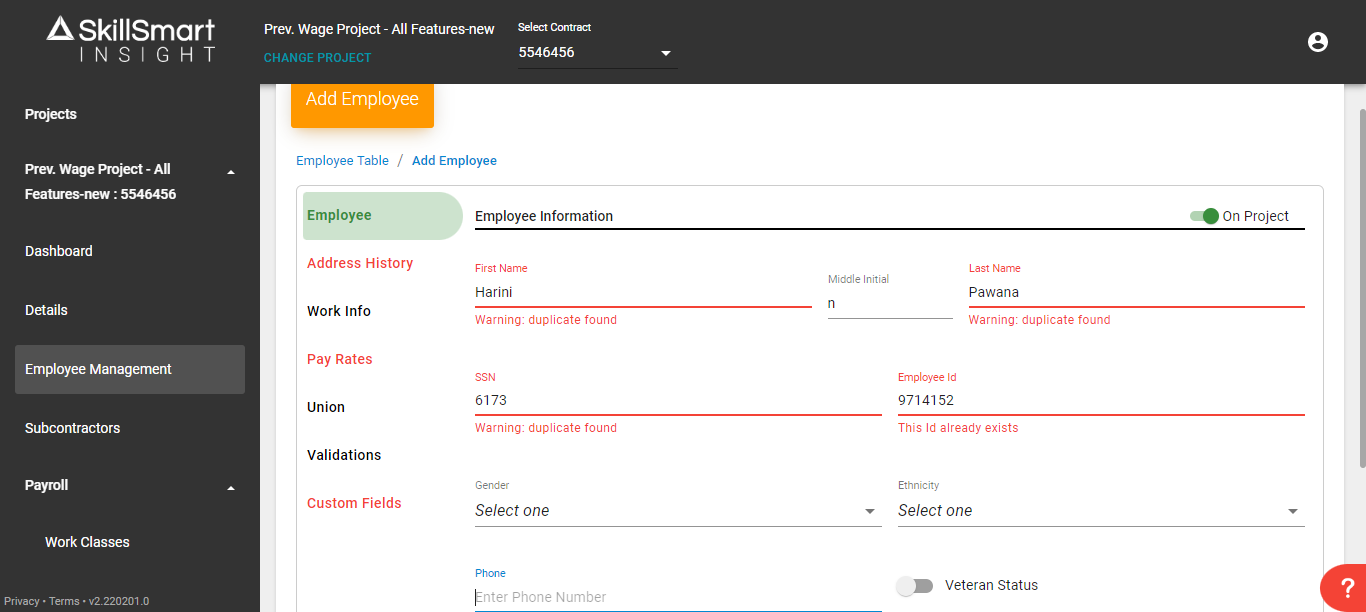 SkillSmart
INSIGHT
Prev. Wage Project - All Features-new
CHANGE PROJECT
Select Contract
5546456
Projects
Prev. Wage Project - All
Features-new : 5546456
Dashboard
Details
Employee Management
Subcontractors
Payroll
Work Classes
Privacy • Terms • v2.220201.0
Add Employee
Employee Table / Add Employee
Employee
Address History
Work Info
Pay Rates
Union
Validations
Custom Fields
Employee Information
On Project
First Name
Harini
Warning: duplicate found
Middle Initial
n
Last Name
Pawana
Warning: duplicate found
SSN
6173
Warning: duplicate found
Employee Id
9714152
This Id already exists
Gender
Select one
Ethnicity
Select one
Phone
Enter Phone Number
Veteran Status
?